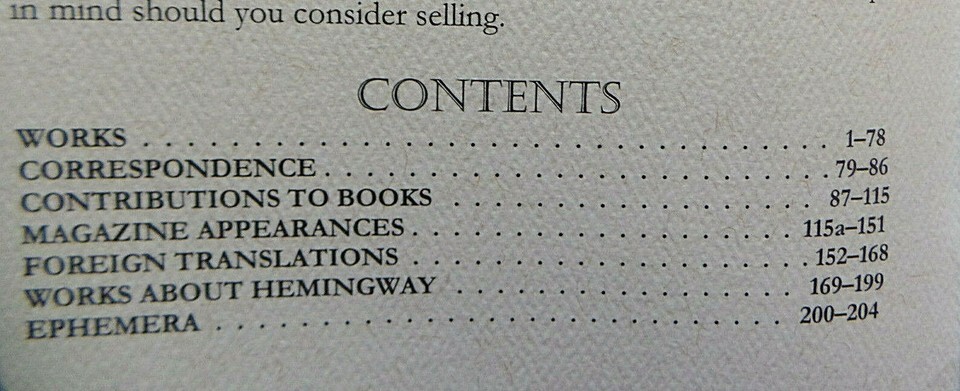 in mind should you consider selling.
CONTENTS
WORKS . . . . . . . . . . . . . . . . . . . . . . . . . . . . . . . . . . 1–78
CORRESPONDENCE . . . . . . . . . . . . . . . . . . . . . . . . 79–86
CONTRIBUTIONS TO BOOKS . . . . . . . . . . . . . . . . . 87–115
MAGAZINE APPEARANCES . . . . . . . . . . . . . . . . . . 115a–151
FOREIGN TRANSLATIONS . . . . . . . . . . . . . . . . . . . 152–168
WORKS ABOUT HEMINGWAY . . . . . . . . . . . . . . . . 169–199
EPHEMERA . . . . . . . . . . . . . . . . . . . . . . . . . . . . 200–204